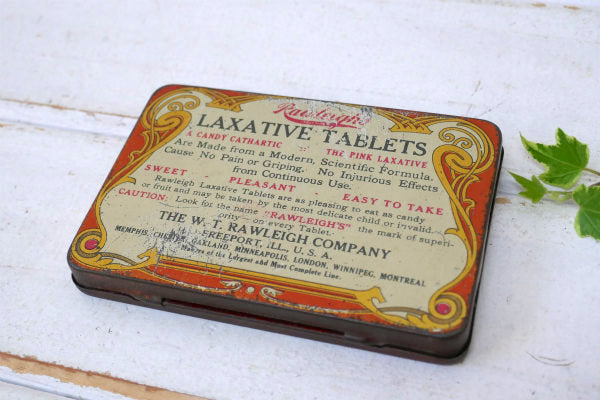 Rawleigh's
LAXATIVE TABLETS
A CANDY CATHARTIC THE PINK LAXATIVE
Are Made from a Modern, Scientific Formula.
Cause No Pain or Griping. No Injurious Effects
from Continuous Use.
SWEET PLEASANT EASY TO TAKE
Rawleigh Laxative Tablets are as pleasing to eat as candy
or fruit and may be taken by the most delicate child or invalid.
CAUTION: Look for the name "RAWLEIGH'S" the mark of superi-
ority on every Tablet.
THE W. T. RAWLEIGH COMPANY
FREEPORT, ILL., U. S. A.
MEMPHIS, CHESTER, OAKLAND, MINNEAPOLIS, LONDON, WINNIPEG, MONTREAL
Makers of the Largest and Most Complete Line.